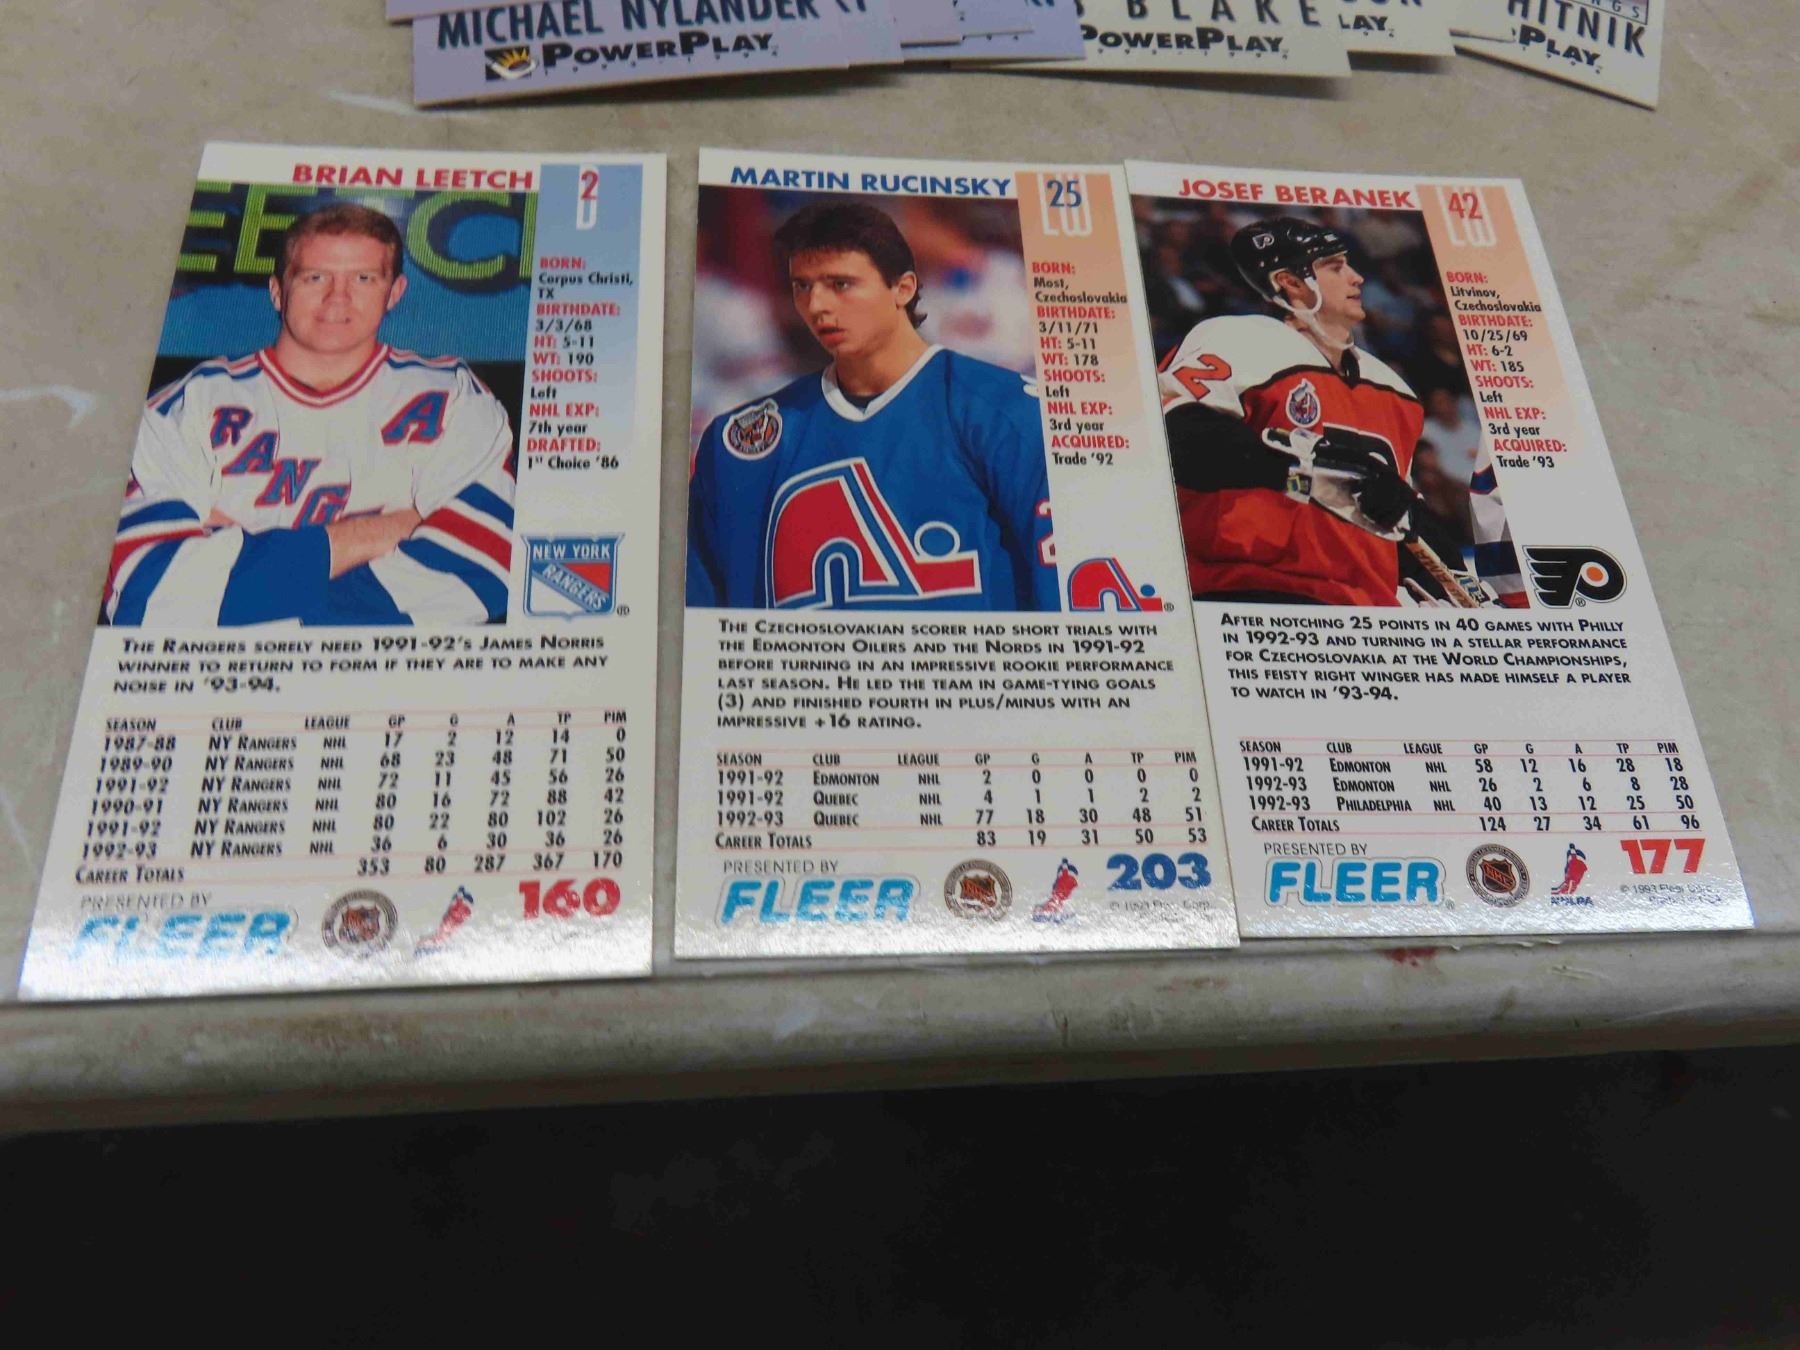 MICHAEL NYLANDER
POWERPLAY
BLAKE
POWERPLAY
LAY.
HITNIK
PLAY
BRIAN LEETCH
2
D
BORN:
Corpus Christi,
TX
BIRTHDATE:
3/3/68
HT: 5-11
WT: 190
SHOOTS:
Left
NHL EXP:
7th year
DRAFTED:
1st Choice '86
RANG
A
NEW YORK
RANGERS
®
THE RANGERS SORELY NEED 1991-92'S JAMES NORRIS
WINNER TO RETURN TO FORM IF THEY ARE TO MAKE ANY
NOISE IN '93-94.
SEASON CLUB LEAGUE GP G A TP PIM
1987-88 NY RANGERS NHL 17 2 12 14 0
1989-90 NY RANGERS NHL 68 23 48 71 50
1991-92 NY RANGERS NHL 72 11 45 56 26
1990-91 NY RANGERS NHL 80 16 72 88 42
1991-92 NY RANGERS NHL 80 22 80 102 26
1992-93 NY RANGERS NHL 36 6 30 36 26
CAREER TOTALS 353 80 287 367 170
PRESENTED BY
FLEER
160
MARTIN RUCINSKY
25
LW
BORN:
Most,
Czechoslovakia
BIRTHDATE:
3/11/71
HT: 5-11
WT: 178
SHOOTS:
Left
NHL EXP:
3rd year
ACQUIRED:
Trade '92
®
THE CZECHOSLOVAKIAN SCORER HAD SHORT TRIALS WITH
THE EDMONTON OILERS AND THE NORDS IN 1991-92
BEFORE TURNING IN AN IMPRESSIVE ROOKIE PERFORMANCE
LAST SEASON. HE LED THE TEAM IN GAME-TYING GOALS
(3) AND FINISHED FOURTH IN PLUS/MINUS WITH AN
IMPRESSIVE +16 RATING.
SEASON CLUB LEAGUE GP G A TP PIM
1991-92 EDMONTON NHL 2 0 0 0 0
1991-92 QUEBEC NHL 4 1 1 2 2
1992-93 QUEBEC NHL 77 18 30 48 51
CAREER TOTALS 83 19 31 50 53
PRESENTED BY
FLEER
203
© 1993 Fleer Corp.
JOSEF BERANEK
42
LW
BORN:
Litvinov,
Czechoslovakia
BIRTHDATE:
10/25/69
HT: 6-2
WT: 185
SHOOTS:
Left
NHL EXP:
3rd year
ACQUIRED:
Trade '93
2
®
AFTER NOTCHING 25 POINTS IN 40 GAMES WITH PHILLY
IN 1992-93 AND TURNING IN A STELLAR PERFORMANCE
FOR CZECHOSLOVAKIA AT THE WORLD CHAMPIONSHIPS,
THIS FEISTY RIGHT WINGER HAS MADE HIMSELF A PLAYER
TO WATCH IN '93-94.
SEASON CLUB LEAGUE GP G A TP PIM
1991-92 EDMONTON NHL 58 12 16 28 18
1992-93 EDMONTON NHL 26 2 6 8 28
1992-93 PHILADELPHIA NHL 40 13 12 25 50
CAREER TOTALS 124 27 34 61 96
PRESENTED BY
FLEER
NHL
NHLPA
177
© 1993 Fleer Corp.